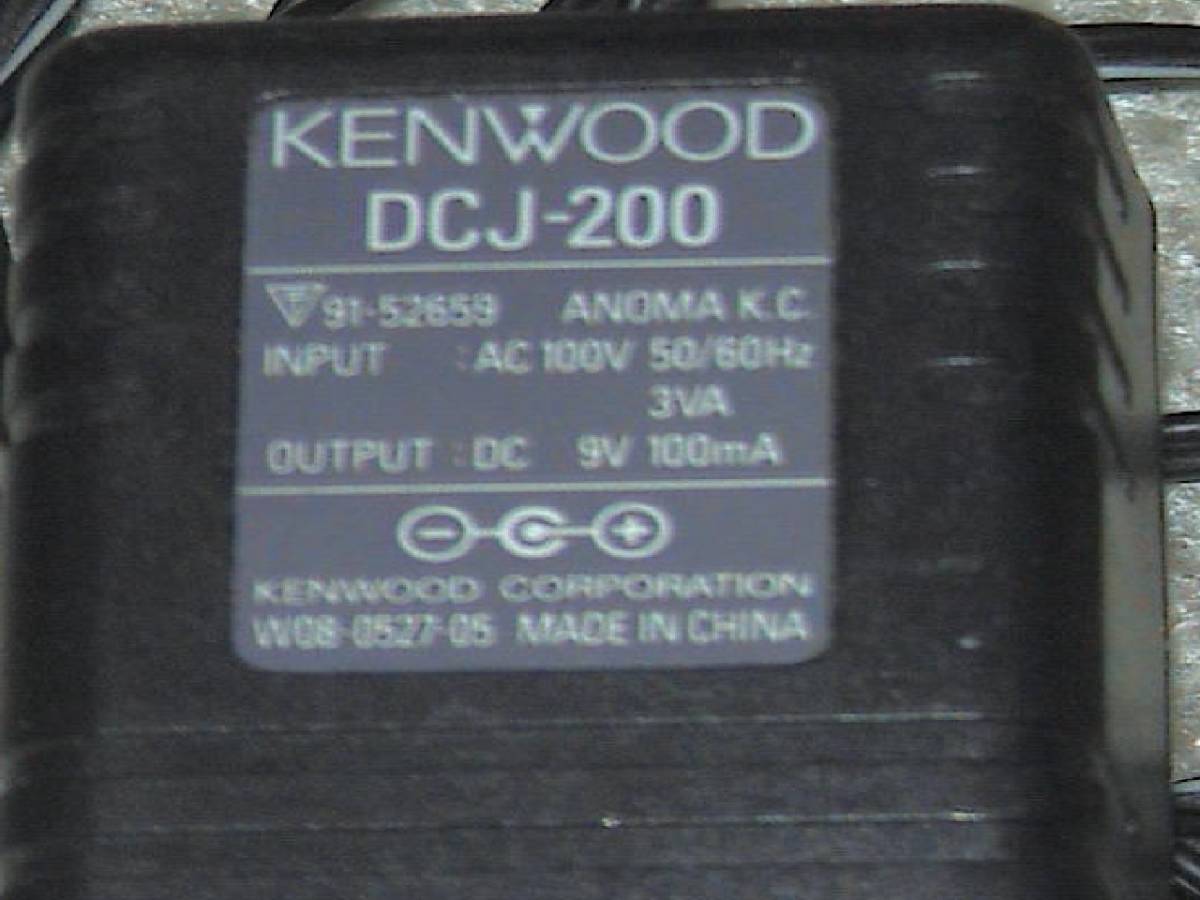 KENWOOD
DCJ-200
91-52659 ANOMA K.C.
INPUT : AC 100V 50/60Hz
3VA
OUTPUT : DC 9V 100mA
KENWOOD CORPORATION
W08-0527-05 MADE IN CHINA